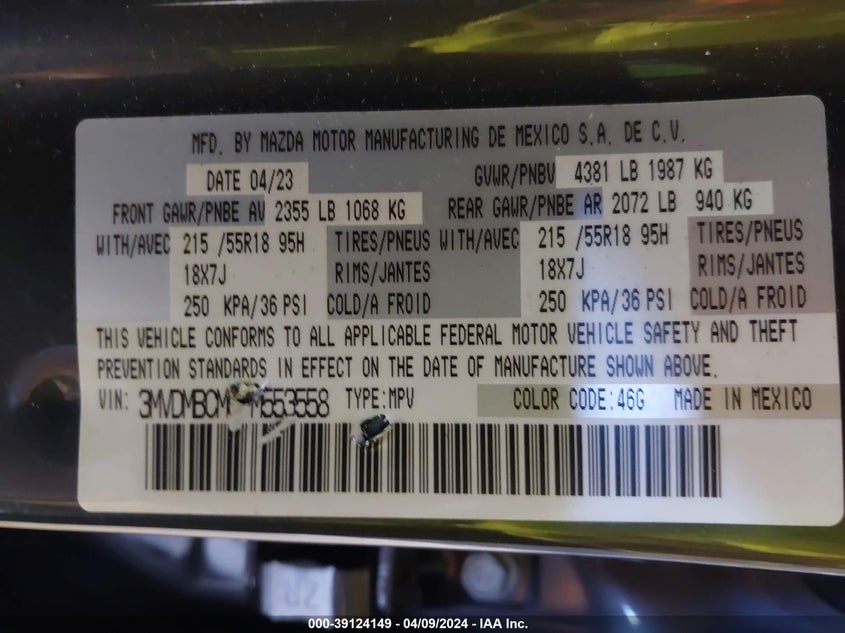 MFD. BY MAZDA MOTOR MANUFACTURING DE MEXICO S.A. DE C.V.
DATE 04/23 GVWR/PNBV 4381 LB 1987 KG
FRONT GAWR/PNBE AV 2355 LB 1068 KG REAR GAWR/PNBE AR 2072 LB 940 KG
WITH/AVEC 215 /55R18 95H TIRES/PNEUS WITH/AVEC 215 /55R18 95H TIRES/PNEUS
18X7J RIMS/JANTES 18X7J RIMS/JANTES
250 KPA/36 PSI COLD/A FROID 250 KPA/36 PSI COLD/A FROID
THIS VEHICLE CONFORMS TO ALL APPLICABLE FEDERAL MOTOR VEHICLE SAFETY AND THEFT
PREVENTION STANDARDS IN EFFECT ON THE DATE OF MANUFACTURE SHOWN ABOVE.
VIN: TYPE:MPV COLOR CODE:46G MADE IN MEXICO
000-39124149 - 04/09/2024 - IAA Inc.